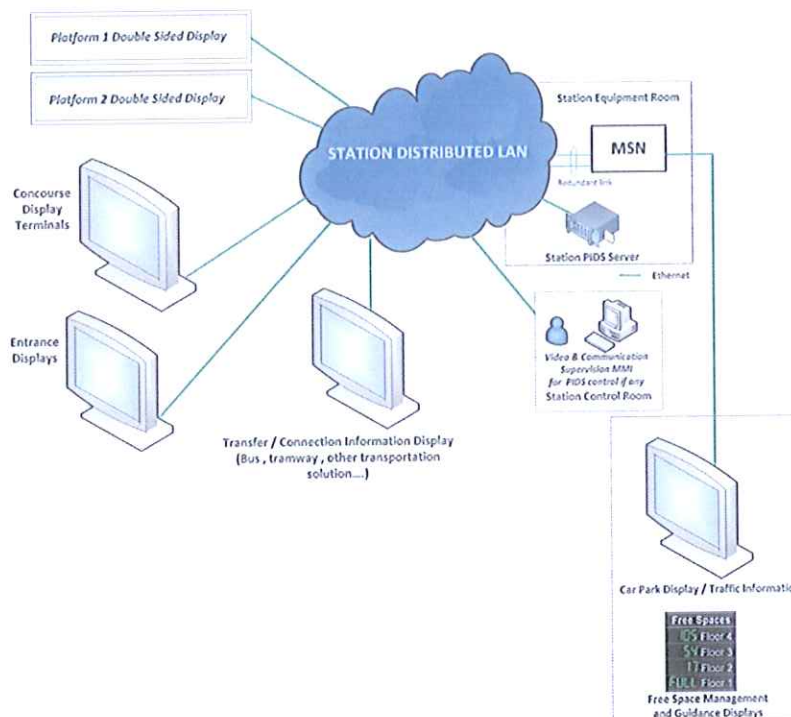 Platform 1 Double Sided Display
Platform 2 Double Sided Display
STATION DISTRIBUTED LAN
Station Equipment Room
MSN
Redundant link
Station PIDS Server
Ethernet
Concourse
Display
Terminals
Entrance
Displays
Video & Communication
Supervision MMI
for PIDS control if any
Station Control Room
Transfer / Connection Information Display
(Bus , tramway , other transportation
solution....)
Car Park Display / Traffic Informatio
Free Spaces
105 Floor 4
54 Floor 3
17 Floor 2
FULL Floor 1
Free Space Management
and Guidance Displays